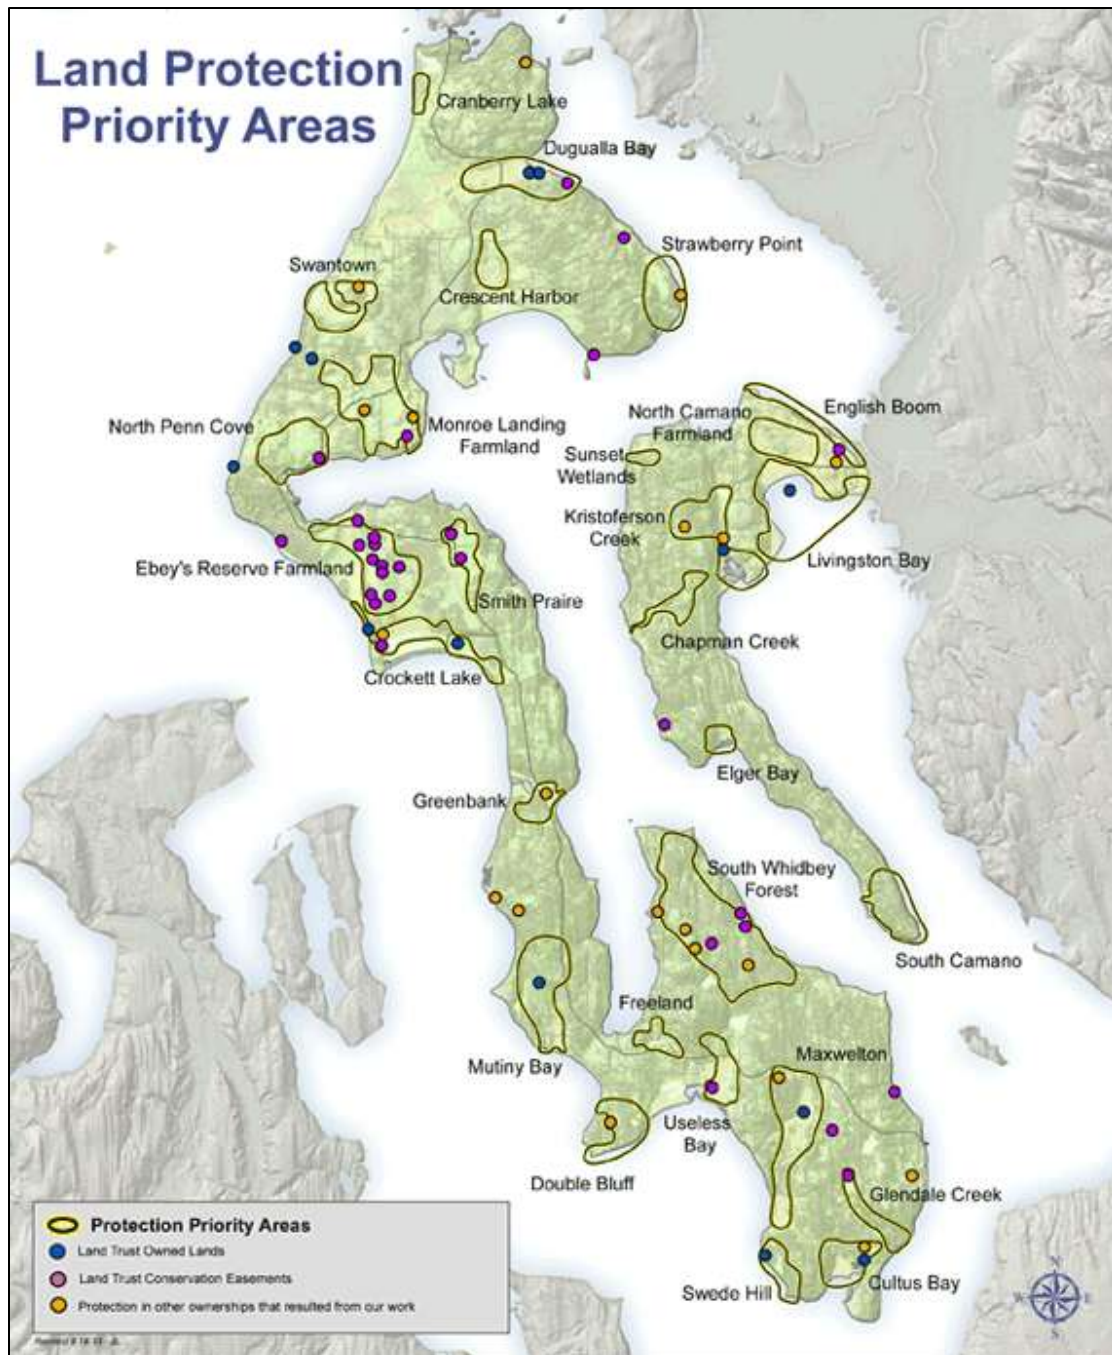 Land Protection
Priority Areas
Cranberry Lake
Dugualla Bay
Strawberry Point
Swantown
Crescent Harbor
North Penn Cove
Monroe Landing
Farmland
North Camano
Farmland
English Boom
Sunset
Wetlands
Kristoferson
Creek
Livingston Bay
Ebey's Reserve Farmland
Smith Praire
Chapman Creek
Crockett Lake
Elger Bay
Greenbank
South Whidbey
Forest
South Camano
Freeland
Mutiny Bay
Maxwelton
Useless
Bay
Double Bluff
Glendale Creek
Swede Hill
Cultus Bay
Protection Priority Areas
Land Trust Owned Lands
Land Trust Conservation Easements
Protection in other ownerships that resulted from our work
N
W
E
S